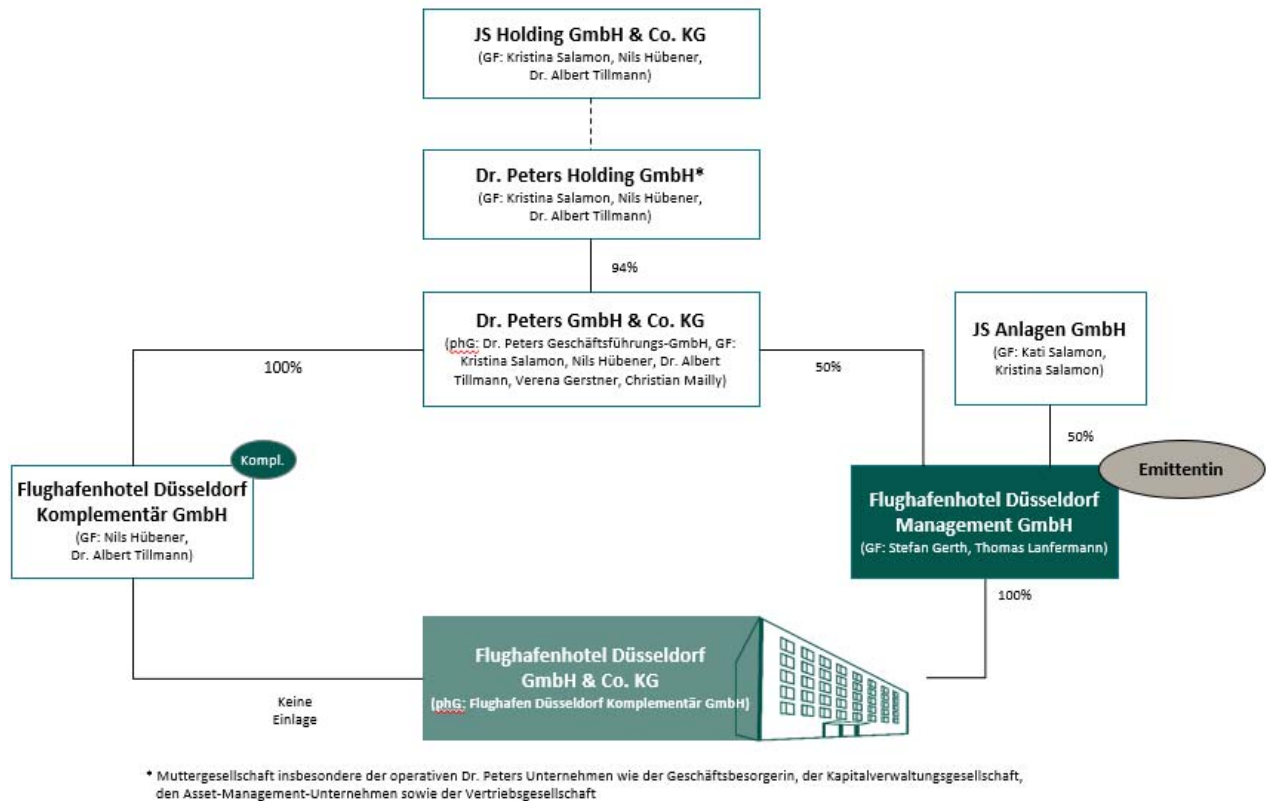 JS Holding GmbH & Co. KG
(GF: Kristina Salamon, Nils Hübener,
Dr. Albert Tillmann)
Dr. Peters Holding GmbH*
(GF: Kristina Salamon, Nils Hübener,
Dr. Albert Tillmann)
94%
Dr. Peters GmbH & Co. KG
(phG: Dr. Peters Geschäftsführungs-GmbH, GF:
Kristina Salamon, Nils Hübener, Dr. Albert
Tillmann, Verena Gerstner, Christian Mailly)
JS Anlagen GmbH
(GF: Kati Salamon,
Kristina Salamon)
100%
50%
50%
Kompl.
Emittentin
Flughafenhotel Düsseldorf
Komplementär GmbH
(GF: Nils Hübener,
Dr. Albert Tillmann)
Flughafenhotel Düsseldorf
Management GmbH
(GF: Stefan Gerth, Thomas Lanfermann)
100%
Flughafenhotel Düsseldorf
GmbH & Co. KG
(phG: Flughafen Düsseldorf Komplementär GmbH)
Keine
Einlage
* Muttergesellschaft insbesondere der operativen Dr. Peters Unternehmen wie der Geschäftsbesorgerin, der Kapitalverwaltungsgesellschaft,
den Asset-Management-Unternehmen sowie der Vertriebsgesellschaft